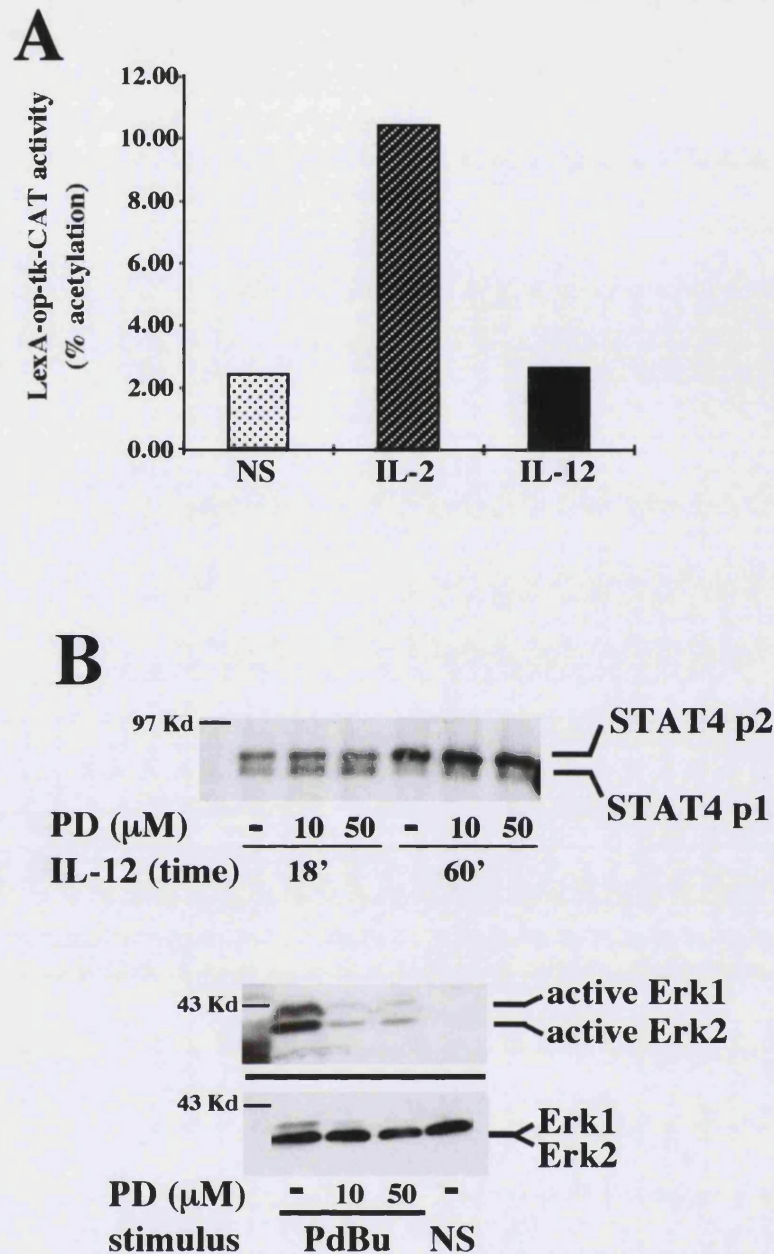 A
LexA-op-tk-CAT activity
(% acetylation)
12.00
10.00
8.00
6.00
4.00
2.00
0.00
NS IL-2 IL-12
B
97 Kd
STAT4 p2
STAT4 p1
PD (μM) - 10 50 - 10 50
IL-12 (time) 18’ 60’
43 Kd
active Erk1
active Erk2
43 Kd
Erk1
Erk2
PD (μM) - 10 50 -
stimulus PdBu NS